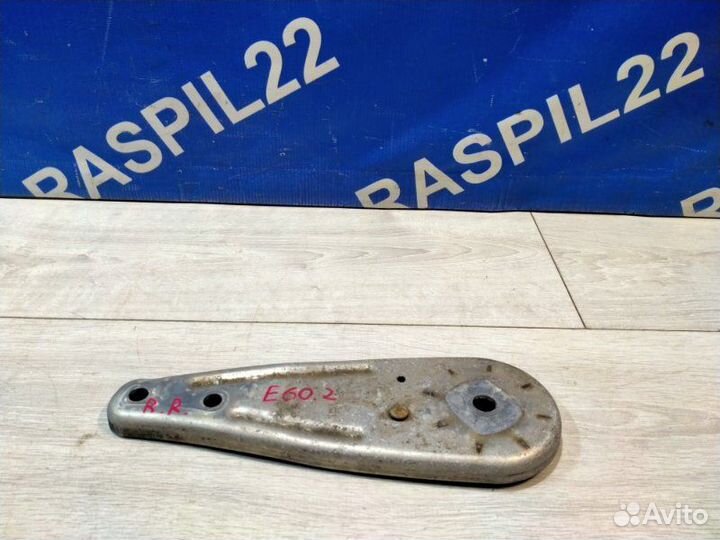 RASPIL22
RASPIL22
R
E60.2
R.R.
Avito